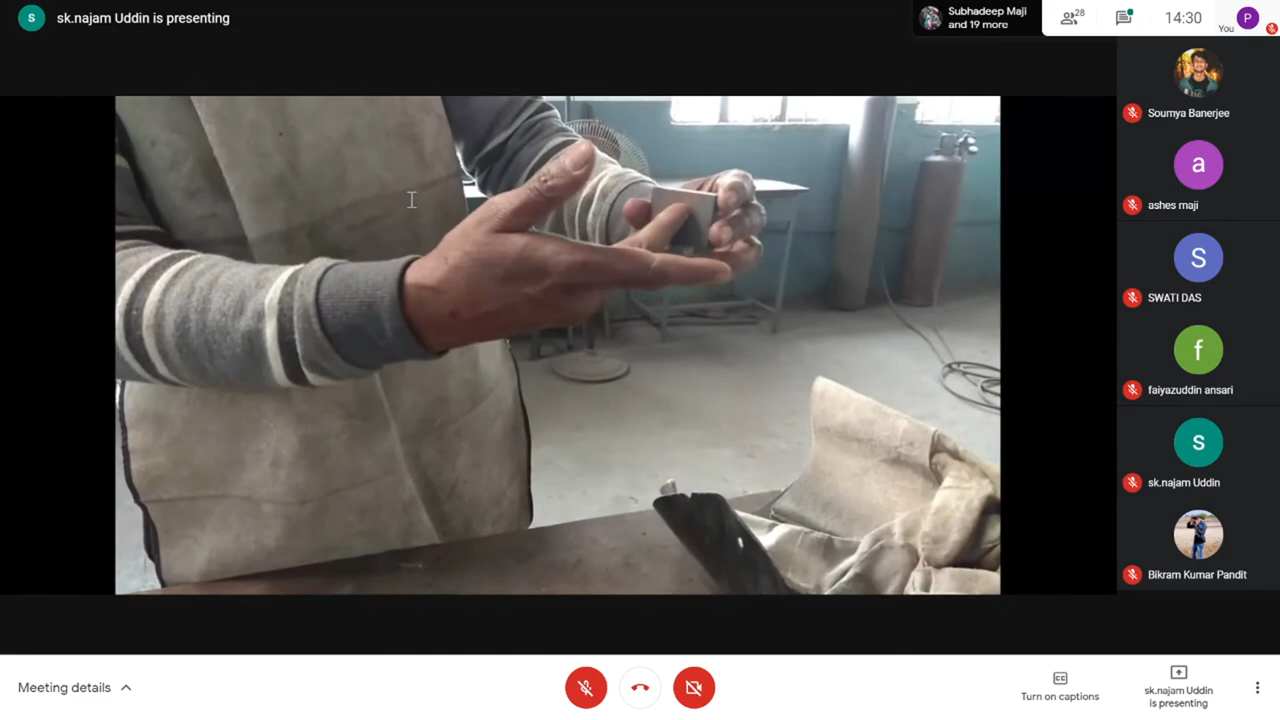 S
sk.najam Uddin is presenting
Subhadeep Maji
and 19 more
28
14:30
You
P
Soumya Banerjee
a
ashes maji
S
SWATI DAS
f
faiyazuddin ansari
s
sk.najam Uddin
Bikram Kumar Pandit
Meeting details
CC
Turn on captions
sk.najam Uddin
is presenting